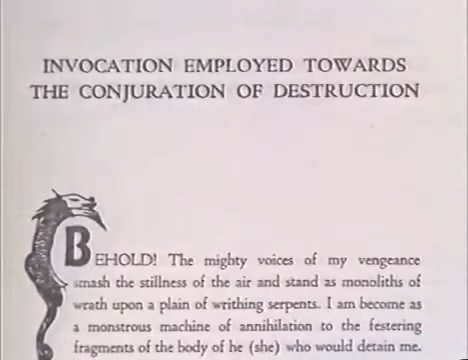 INVOCATION EMPLOYED TOWARDS
THE CONJURATION OF DESTRUCTION
BEHOLD! The mighty voices of my vengeance
smash the stillness of the air and stand as monoliths of
wrath upon a plain of writhing serpents. I am become as
a monstrous machine of annihilation to the festering
fragments of the body of he (she) who would detain me.